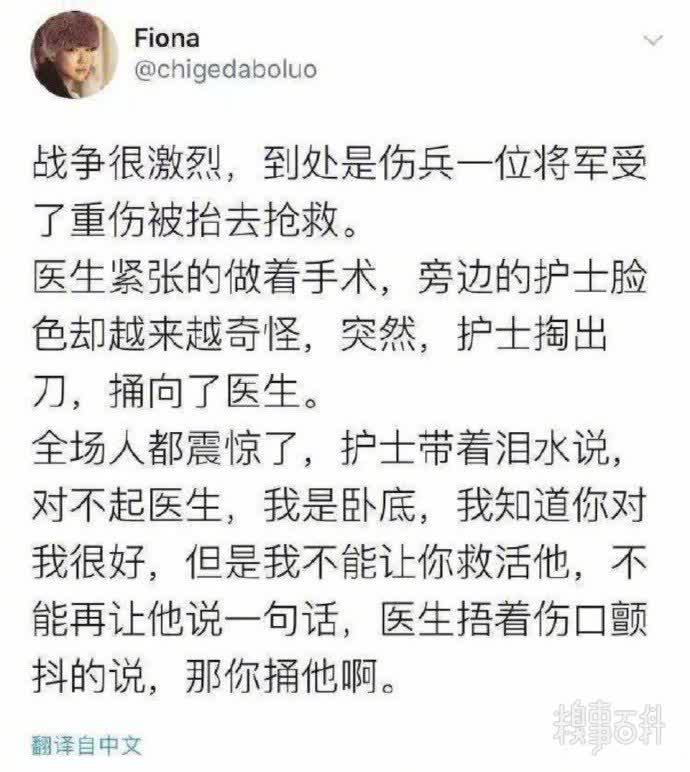 Fiona
@chigedaboluo
战争很激烈，到处是伤兵一位将军受
了重伤被抬去抢救。
医生紧张的做着手术，旁边的护士脸
色却越来越奇怪，突然，护士掏出
刀，捅向了医生。
全场人都震惊了，护士带着泪水说，
对不起医生，我是卧底，我知道你对
我很好，但是我不能让你救活他，不
能再让他说一句话，医生捂着伤口颤
抖的说，那你捅他啊。
糗事百科
翻译自中文